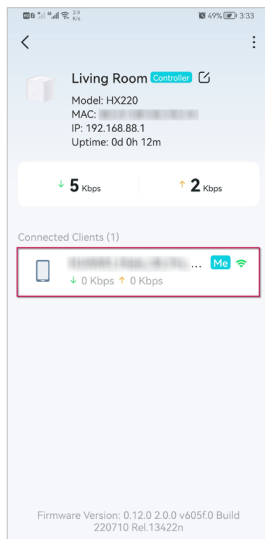 2.9 K/s 49% 3:33
Living Room Controller
Model: HX220
MAC:
IP: 192.168.88.1
Uptime: 0d 0h 12m
↓ 5 Kbps ↑ 2 Kbps
Connected Clients (1)
... Me
↓ 0 Kbps ↑ 0 Kbps
Firmware Version: 0.12.0 2.0.0 v605f.0 Build
220710 Rel.13422n